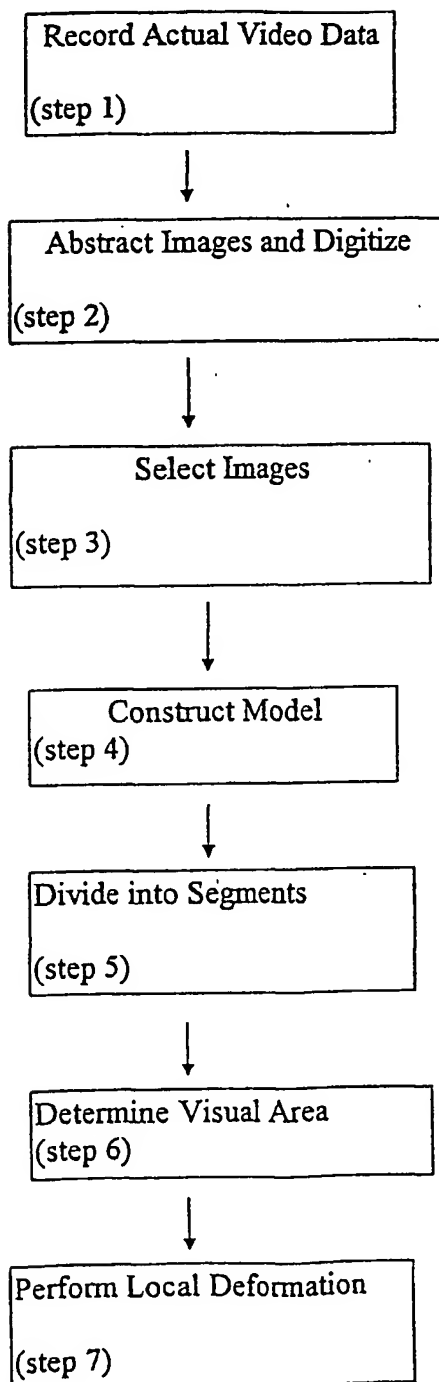 Record Actual Video Data
(step 1)
Abstract Images and Digitize
(step 2)
Select Images
(step 3)
Construct Model
(step 4)
Divide into Segments
(step 5)
Determine Visual Area
(step 6)
Perform Local Deformation
(step 7)